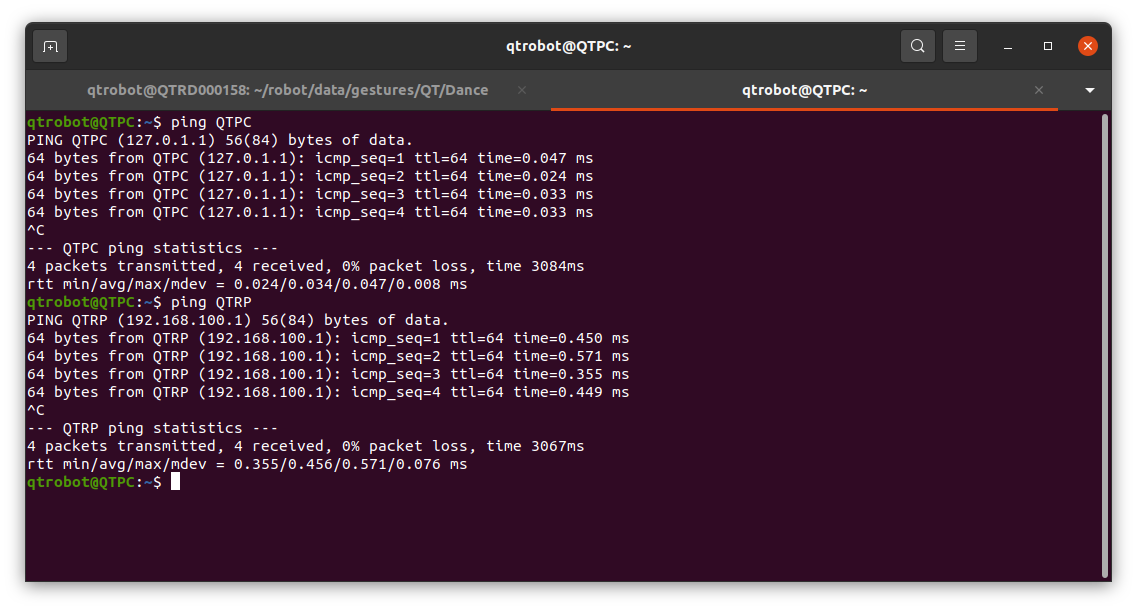 qtrobot@QTPC: ~
qtrobot@QTRD000158: ~/robot/data/gestures/QT/Dance
qtrobot@QTPC: ~
qtrobot@QTPC:~$ ping QTPC
PING QTPC (127.0.1.1) 56(84) bytes of data.
64 bytes from QTPC (127.0.1.1): icmp_seq=1 ttl=64 time=0.047 ms
64 bytes from QTPC (127.0.1.1): icmp_seq=2 ttl=64 time=0.024 ms
64 bytes from QTPC (127.0.1.1): icmp_seq=3 ttl=64 time=0.033 ms
64 bytes from QTPC (127.0.1.1): icmp_seq=4 ttl=64 time=0.033 ms
^C
--- QTPC ping statistics ---
4 packets transmitted, 4 received, 0% packet loss, time 3084ms
rtt min/avg/max/mdev = 0.024/0.034/0.047/0.008 ms
qtrobot@QTPC:~$ ping QTRP
PING QTRP (192.168.100.1) 56(84) bytes of data.
64 bytes from QTRP (192.168.100.1): icmp_seq=1 ttl=64 time=0.450 ms
64 bytes from QTRP (192.168.100.1): icmp_seq=2 ttl=64 time=0.571 ms
64 bytes from QTRP (192.168.100.1): icmp_seq=3 ttl=64 time=0.355 ms
64 bytes from QTRP (192.168.100.1): icmp_seq=4 ttl=64 time=0.449 ms
^C
--- QTRP ping statistics ---
4 packets transmitted, 4 received, 0% packet loss, time 3067ms
rtt min/avg/max/mdev = 0.355/0.456/0.571/0.076 ms
qtrobot@QTPC:~$